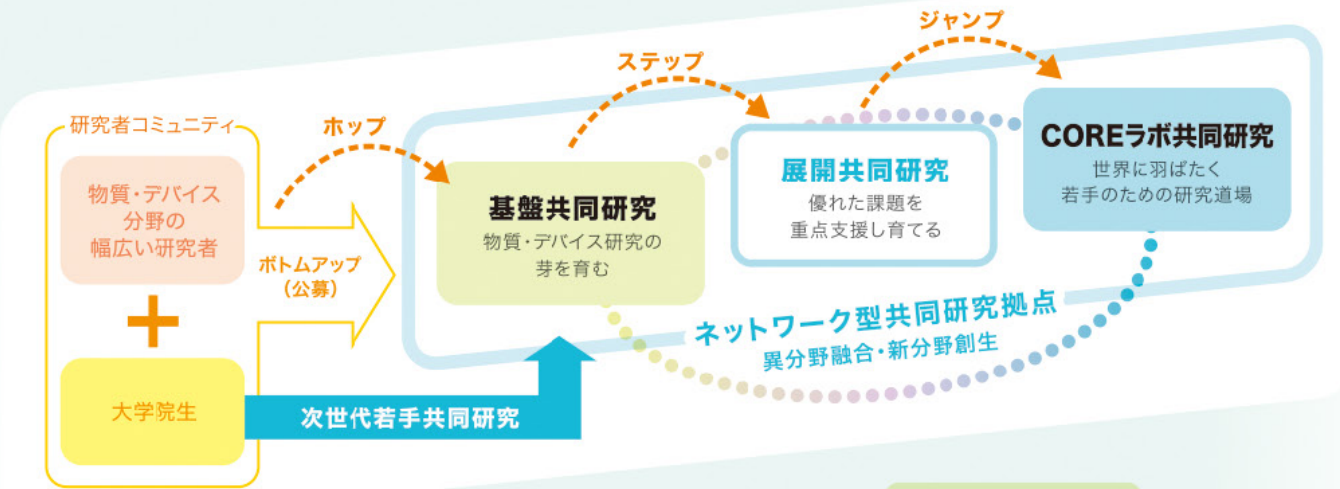 研究者コミュニティ
物質・デバイス
分野の
幅広い研究者
+
大学院生
ホップ
ボトムアップ
(公募)
次世代若手共同研究
基盤共同研究
物質・デバイス研究の
芽を育む
ステップ
展開共同研究
優れた課題を
重点支援し育てる
ジャンプ
COREラボ共同研究
世界に羽ばたく
若手のための研究道場
ネットワーク型共同研究拠点
異分野融合・新分野創生